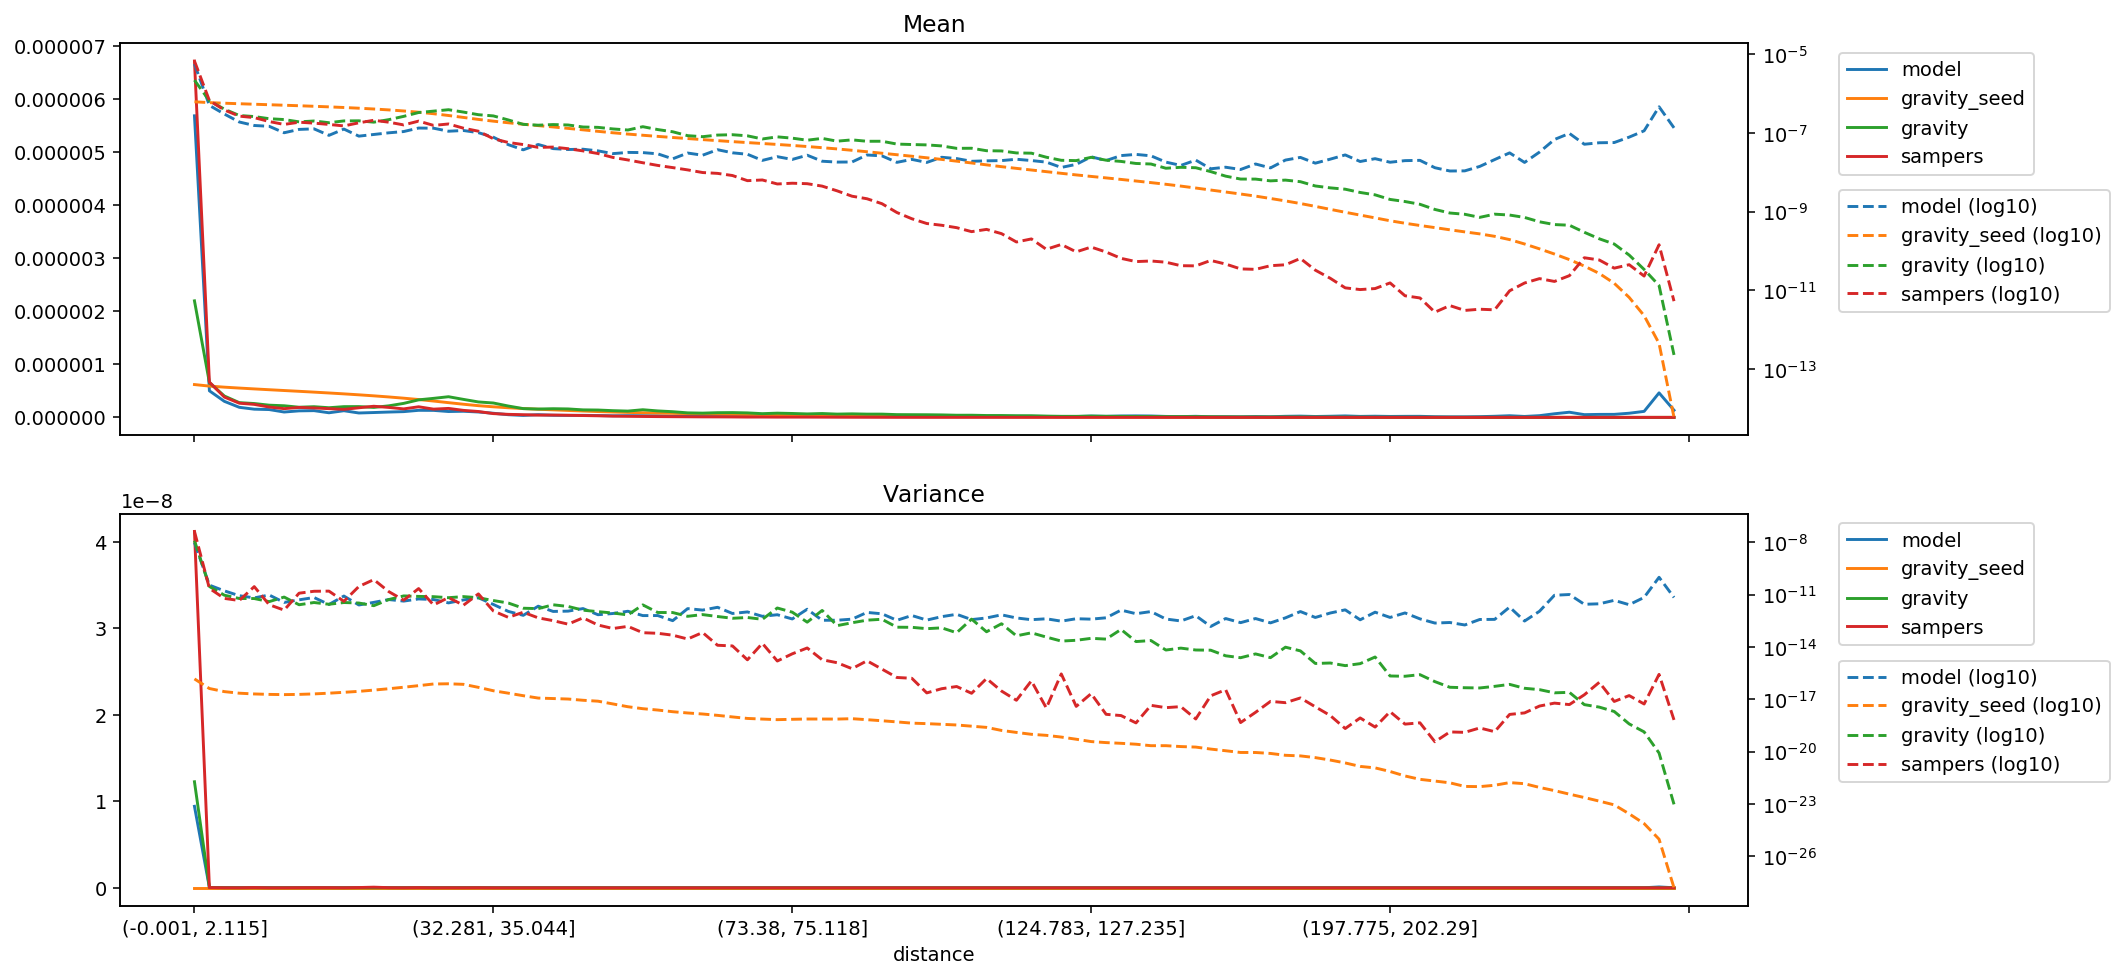 Mean
0.000007
0.000006
0.000005
0.000004
0.000003
0.000002
0.000001
0.000000
10⁻⁵
10⁻⁷
10⁻⁹
10⁻¹¹
10⁻¹³
model
gravity_seed
gravity
sampers
model (log10)
gravity_seed (log10)
gravity (log10)
sampers (log10)
Variance
1e−8
4
3
2
1
0
10⁻⁸
10⁻¹¹
10⁻¹⁴
10⁻¹⁷
10⁻²⁰
10⁻²³
10⁻²⁶
model
gravity_seed
gravity
sampers
model (log10)
gravity_seed (log10)
gravity (log10)
sampers (log10)
(-0.001, 2.115] (32.281, 35.044] (73.38, 75.118] (124.783, 127.235] (197.775, 202.29]
distance